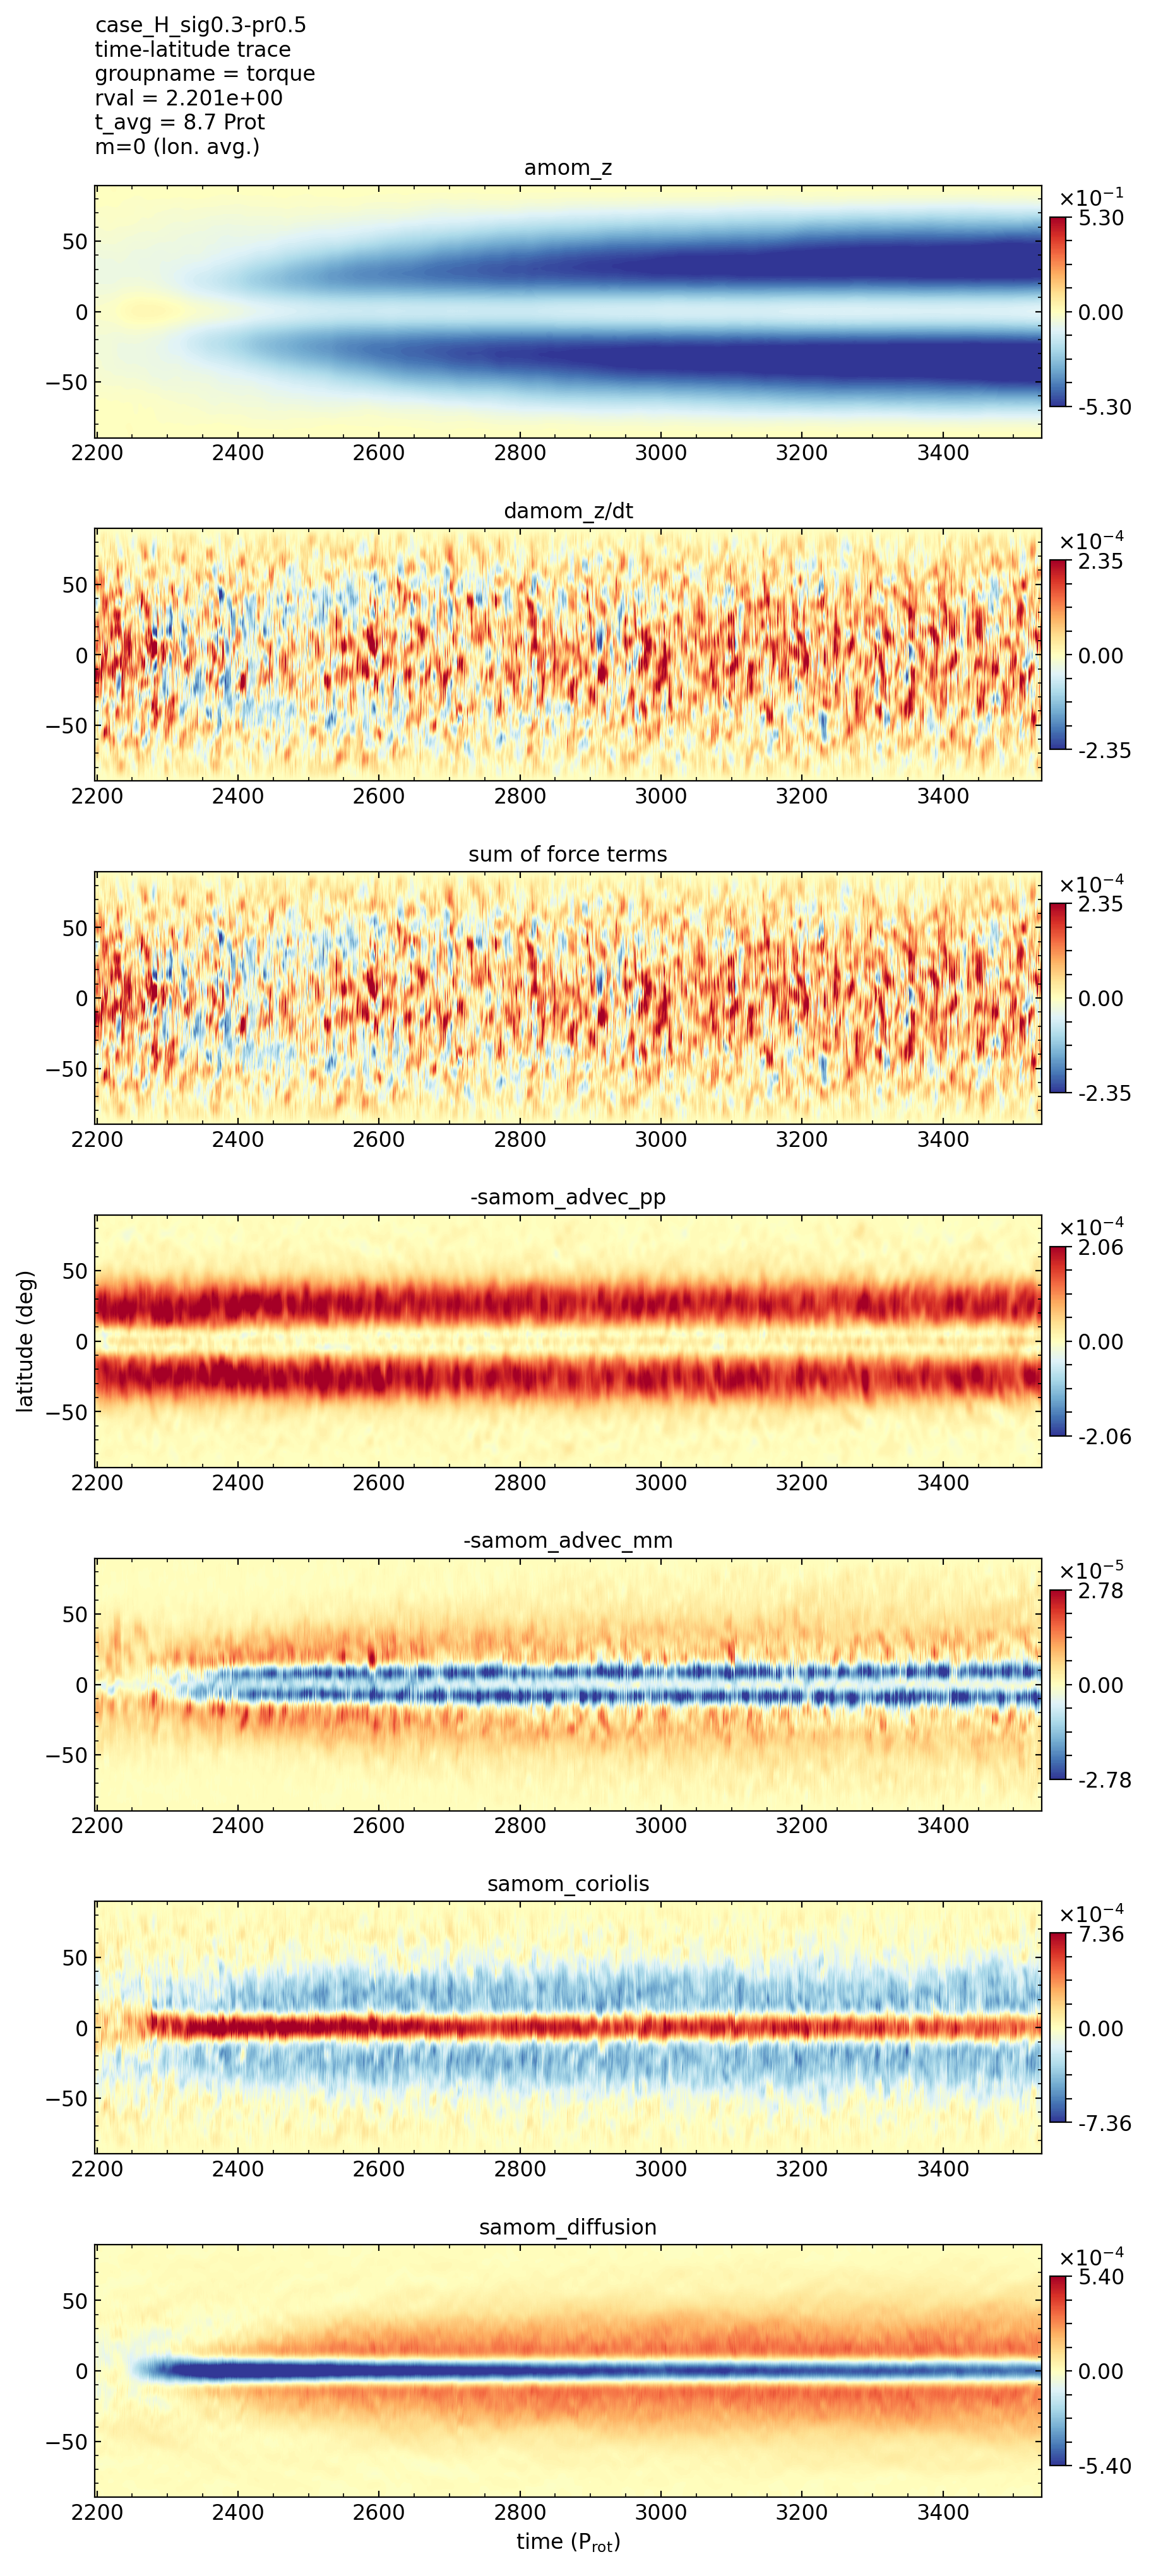 case_H_sig0.3-pr0.5
time-latitude trace
groupname = torque
rval = 2.201e+00
t_avg = 8.7 Prot
m=0 (lon. avg.)
amom_z
×10⁻¹
5.30
0.00
-5.30
50
0
−50
2200 2400 2600 2800 3000 3200 3400
damom_z/dt
×10⁻⁴
2.35
0.00
-2.35
50
0
−50
2200 2400 2600 2800 3000 3200 3400
sum of force terms
×10⁻⁴
2.35
0.00
-2.35
50
0
−50
2200 2400 2600 2800 3000 3200 3400
-samom_advec_pp
×10⁻⁴
2.06
0.00
-2.06
50
0
−50
latitude (deg)
2200 2400 2600 2800 3000 3200 3400
-samom_advec_mm
×10⁻⁵
2.78
0.00
-2.78
50
0
−50
2200 2400 2600 2800 3000 3200 3400
samom_coriolis
×10⁻⁴
7.36
0.00
-7.36
50
0
−50
2200 2400 2600 2800 3000 3200 3400
samom_diffusion
×10⁻⁴
5.40
0.00
-5.40
50
0
−50
2200 2400 2600 2800 3000 3200 3400
time (Prot)